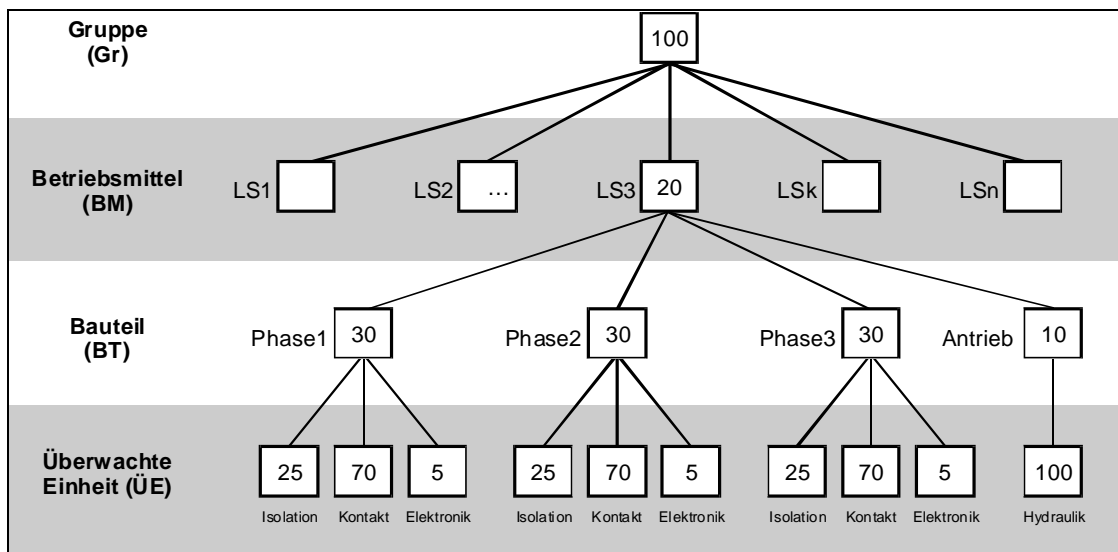 Gruppe
(Gr)
100
Betriebsmittel
(BM)
LS1
LS2 ...
LS3 20
LSk
LSn
Bauteil
(BT)
Phase1 30
Phase2 30
Phase3 30
Antrieb 10
Überwachte
Einheit (ÜE)
25 70 5 25 70 5 25 70 5 100
Isolation Kontakt Elektronik Isolation Kontakt Elektronik Isolation Kontakt Elektronik Hydraulik